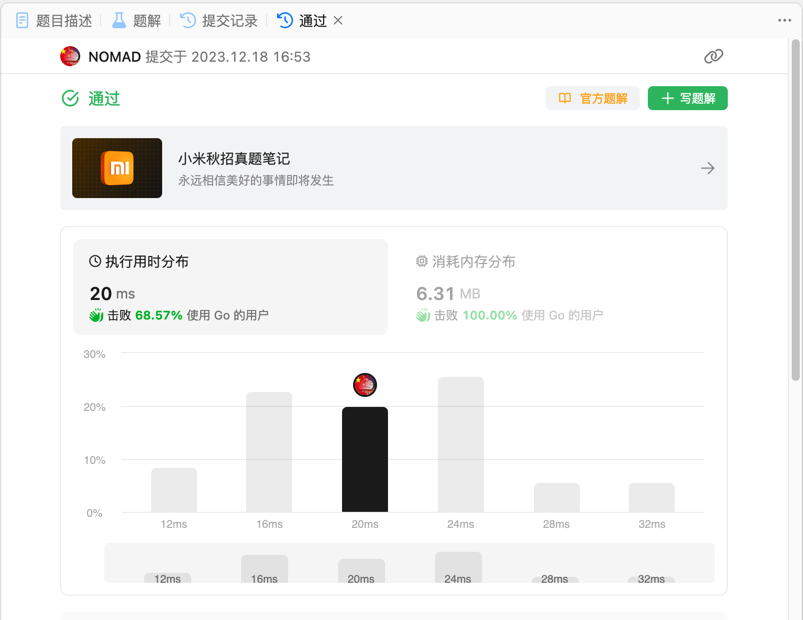 题目描述 题解 提交记录 通过
NOMAD 提交于 2023.12.18 16:53
通过 官方题解 写题解
小米秋招真题笔记
永远相信美好的事情即将发生
执行用时分布
20 ms
击败 68.57% 使用 Go 的用户
消耗内存分布
6.31 MB
击败 100.00% 使用 Go 的用户
30%
20%
10%
0%
12ms 16ms 20ms 24ms 28ms 32ms
12ms 16ms 20ms 24ms 28ms 32ms